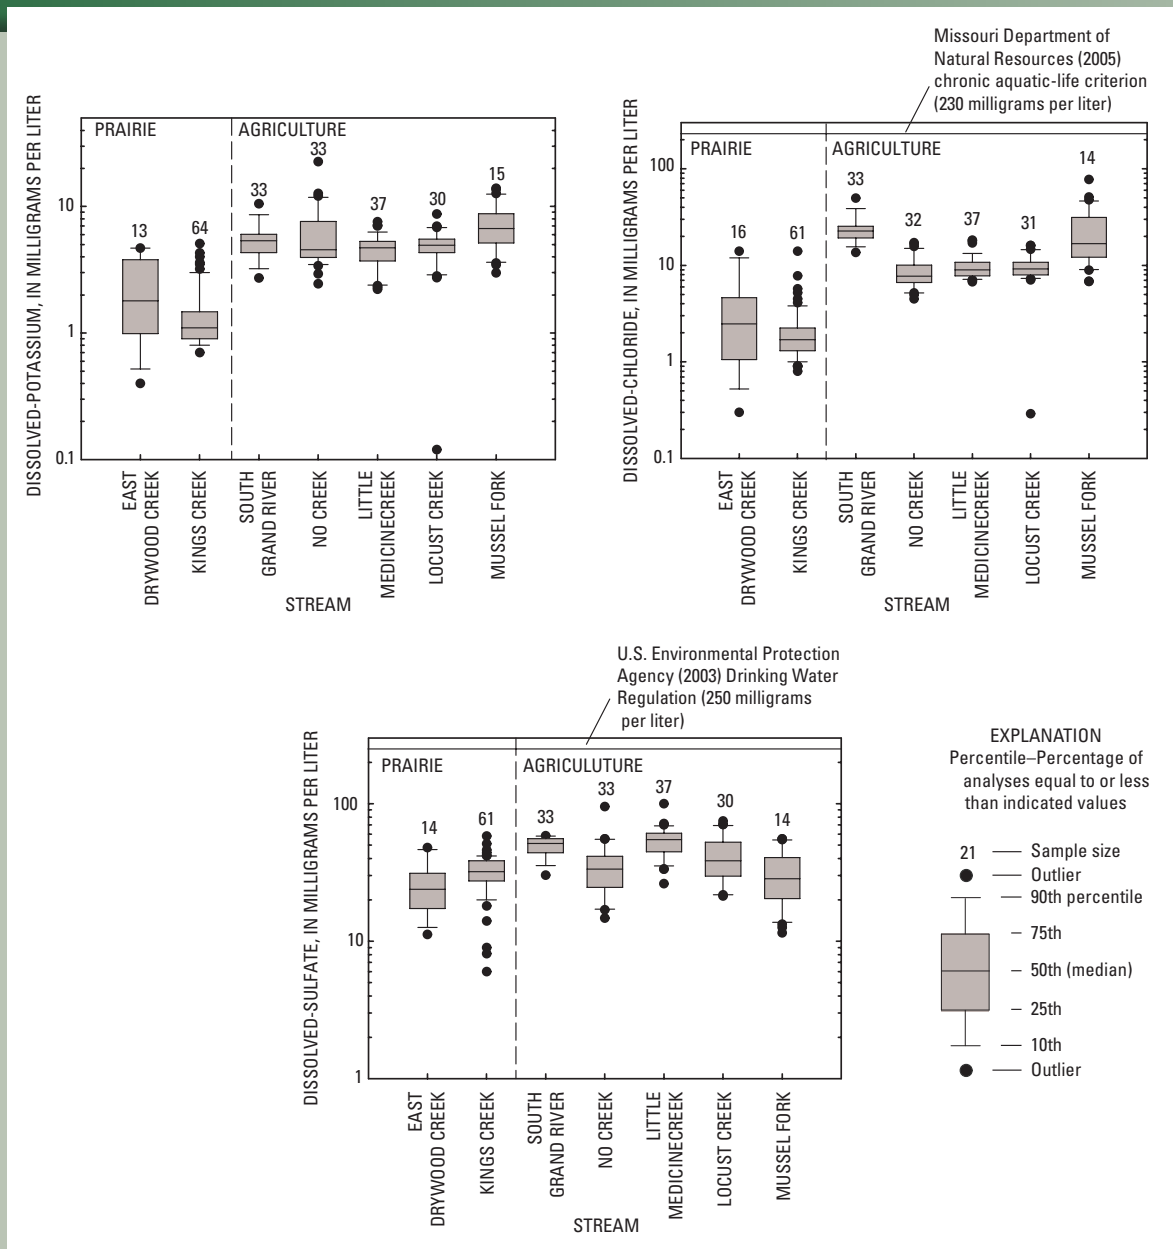 Missouri Department of
Natural Resources (2005)
chronic aquatic-life criterion
(230 milligrams per liter)
DISSOLVED-POTASSIUM, IN MILLIGRAMS PER LITER
PRAIRIE
AGRICULTURE
10
1
0.1
13
64
33
33
37
30
15
EAST
DRYWOOD CREEK
KINGS CREEK
SOUTH
GRAND RIVER
NO CREEK
LITTLE
MEDICINECREEK
LOCUST CREEK
MUSSEL FORK
STREAM
DISSOLVED-CHLORIDE, IN MILLIGRAMS PER LITER
PRAIRIE
AGRICULTURE
100
10
1
0.1
16
61
33
32
37
31
14
EAST
DRYWOOD CREEK
KINGS CREEK
SOUTH
GRAND RIVER
NO CREEK
LITTLE
MEDICINECREEK
LOCUST CREEK
MUSSEL FORK
STREAM
U.S. Environmental Protection
Agency (2003) Drinking Water
Regulation (250 milligrams
per liter)
DISSOLVED-SULFATE, IN MILLIGRAMS PER LITER
PRAIRIE
AGRICULUTURE
100
10
1
14
61
33
33
37
30
14
EAST
DRYWOOD CREEK
KINGS CREEK
SOUTH
GRAND RIVER
NO CREEK
LITTLE
MEDICINECREEK
LOCUST CREEK
MUSSEL FORK
STREAM
EXPLANATION
Percentile–Percentage of
analyses equal to or less
than indicated values
21 Sample size
Outlier
90th percentile
75th
50th (median)
25th
10th
Outlier